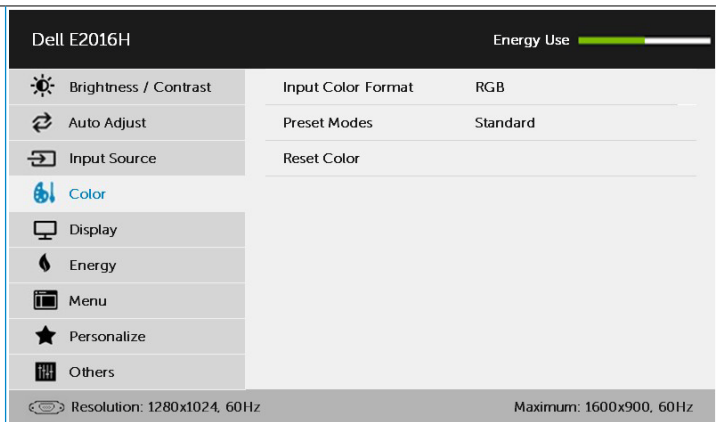 Dell E2016H Energy Use
Brightness / Contrast Input Color Format RGB
Auto Adjust Preset Modes Standard
Input Source Reset Color
Color
Display
Energy
Menu
Personalize
Others
Resolution: 1280x1024, 60Hz Maximum: 1600x900, 60Hz